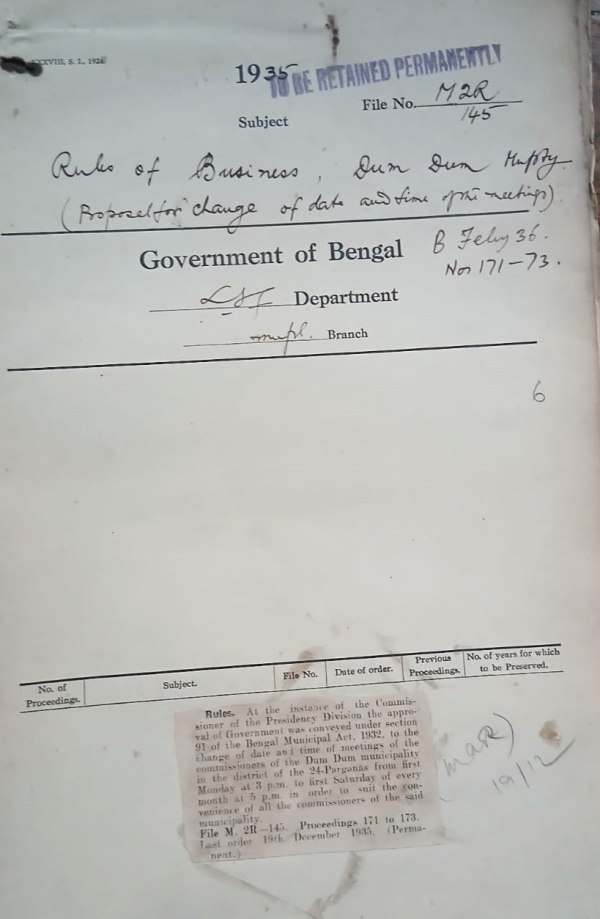 XXXVIII, S. L., 1926
1935
TO BE RETAINED PERMANENTLY
File No. M2R
145
Subject
Rules of Business, Dum Dum Mupty
(Proposal for change of date and time of the meetings).
Government of Bengal
B Feby 36.
Nos 171-73.
LSG Department
Mupl. Branch
6
No. of Proceedings. Subject. File No. Date of order. Previous Proceedings. No. of years for which to be Preserved.
Rules. At the instance of the Commis-
sioner of the Presidency Division the appro-
val of Government was conveyed under section
91 of the Bengal Municipal Act, 1932, to the
change of date and time of meetings of the
commissioners of the Dum Dum municipality
in the district of the 24-Parganas from first
Monday at 3 p.m. to first Saturday of every
month at 5 p.m. in order to suit the con-
venience of all the commissioners of the said
municipality.
File M. 2R—145. Proceedings 171 to 173.
Last order 19th December 1935. (Perma-
nent.)
19/12